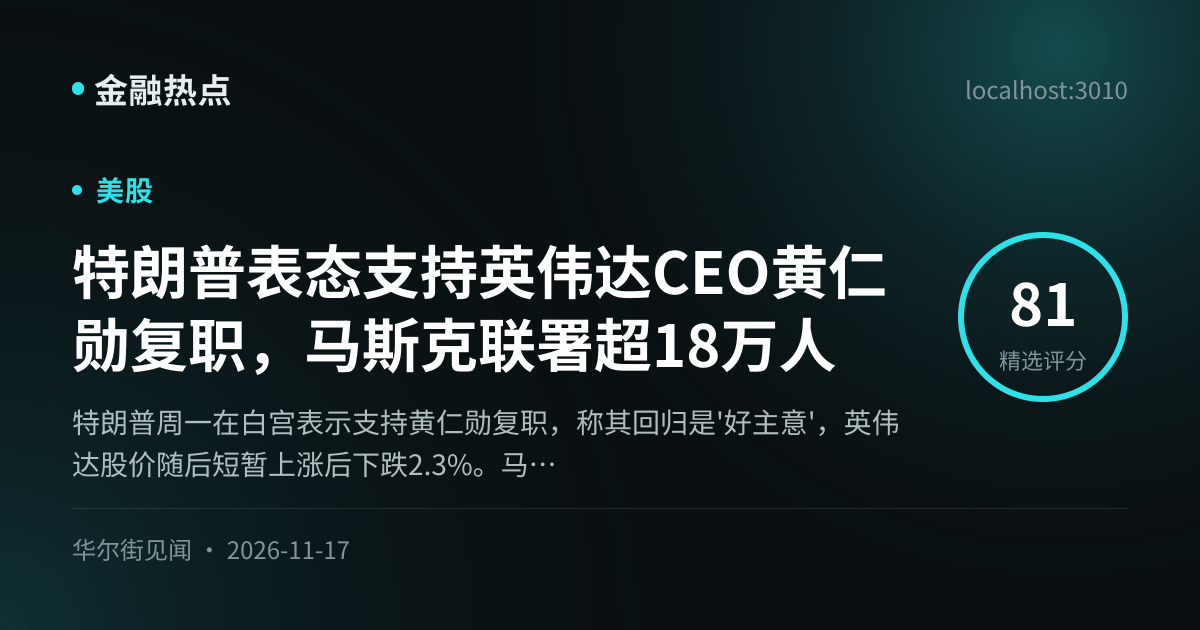 金融热点
localhost:3010
美股
特朗普表态支持英伟达CEO黄仁
勋复职，马斯克联署超18万人
81
精选评分
特朗普周一在白宫表示支持黄仁勋复职，称其回归是'好主意'，英伟
达股价随后短暂上涨后下跌2.3%。马…
华尔街见闻 · 2026-11-17